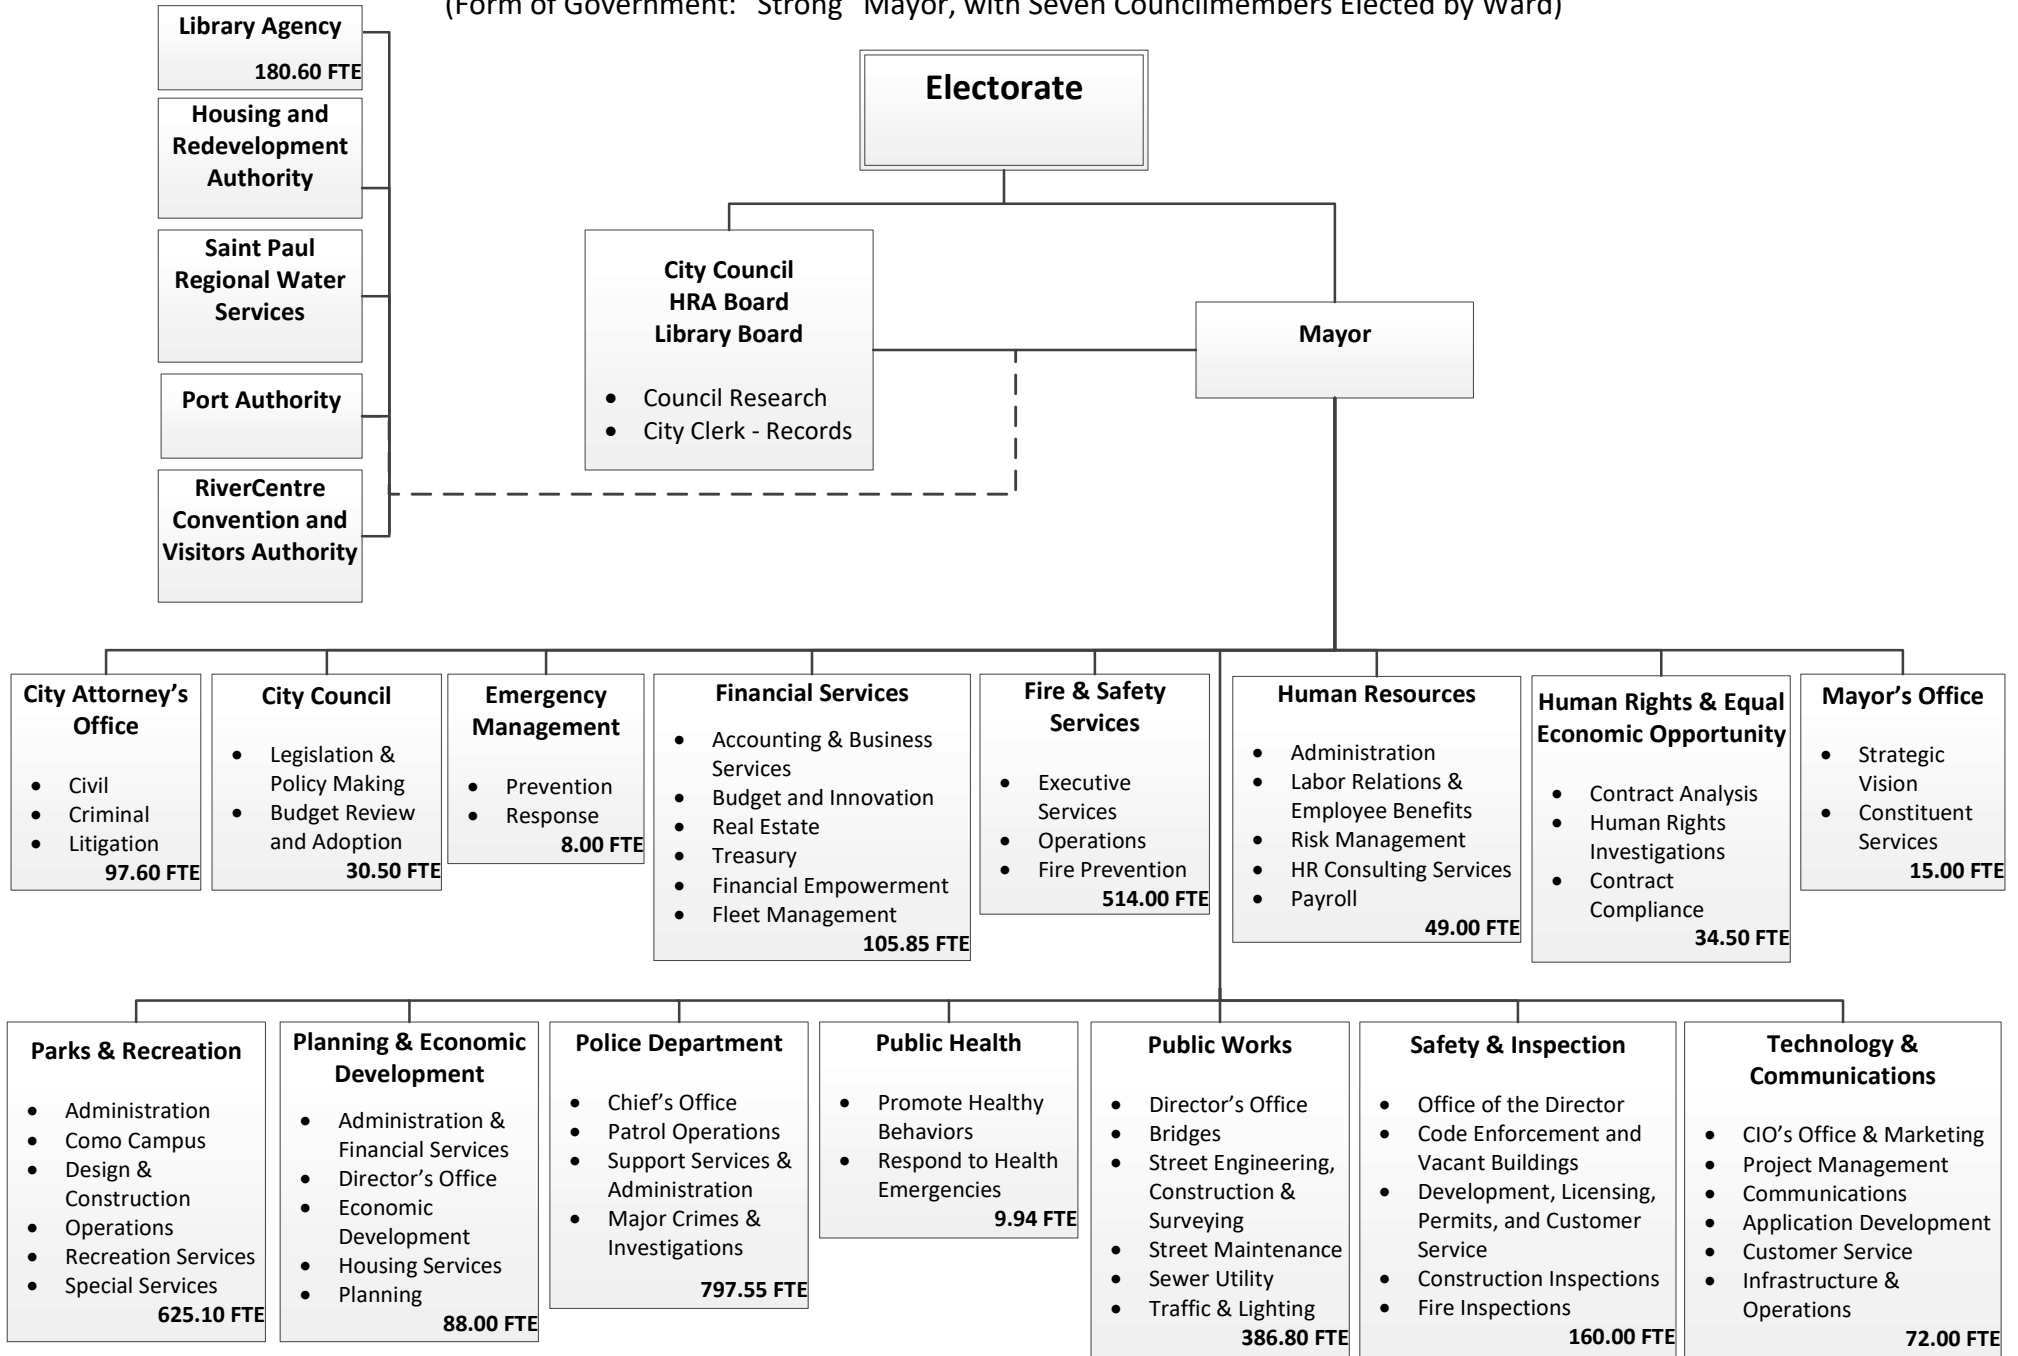 (Form of Government: "Strong" Mayor, with Seven Councilmembers Elected by Ward)
Library Agency
180.60 FTE
Housing and
Redevelopment
Authority
Saint Paul
Regional Water
Services
Port Authority
RiverCentre
Convention and
Visitors Authority
Electorate
City Council
HRA Board
Library Board
• Council Research
• City Clerk - Records
Mayor
City Attorney’s
Office
• Civil
• Criminal
• Litigation
97.60 FTE
City Council
• Legislation &
Policy Making
• Budget Review
and Adoption
30.50 FTE
Emergency
Management
• Prevention
• Response
8.00 FTE
Financial Services
• Accounting & Business
Services
• Budget and Innovation
• Real Estate
• Treasury
• Financial Empowerment
• Fleet Management
105.85 FTE
Fire & Safety
Services
• Executive
Services
• Operations
• Fire Prevention
514.00 FTE
Human Resources
• Administration
• Labor Relations &
Employee Benefits
• Risk Management
• HR Consulting Services
• Payroll
49.00 FTE
Human Rights & Equal
Economic Opportunity
• Contract Analysis
• Human Rights
Investigations
• Contract
Compliance
34.50 FTE
Mayor’s Office
• Strategic
Vision
• Constituent
Services
15.00 FTE
Parks & Recreation
• Administration
• Como Campus
• Design &
Construction
• Operations
• Recreation Services
• Special Services
625.10 FTE
Planning & Economic
Development
• Administration &
Financial Services
• Director’s Office
• Economic
Development
• Housing Services
• Planning
88.00 FTE
Police Department
• Chief’s Office
• Patrol Operations
• Support Services &
Administration
• Major Crimes &
Investigations
797.55 FTE
Public Health
• Promote Healthy
Behaviors
• Respond to Health
Emergencies
9.94 FTE
Public Works
• Director’s Office
• Bridges
• Street Engineering,
Construction &
Surveying
• Street Maintenance
• Sewer Utility
• Traffic & Lighting
386.80 FTE
Safety & Inspection
• Office of the Director
• Code Enforcement and
Vacant Buildings
• Development, Licensing,
Permits, and Customer
Service
• Construction Inspections
• Fire Inspections
160.00 FTE
Technology &
Communications
• CIO’s Office & Marketing
• Project Management
• Communications
• Application Development
• Customer Service
• Infrastructure &
Operations
72.00 FTE